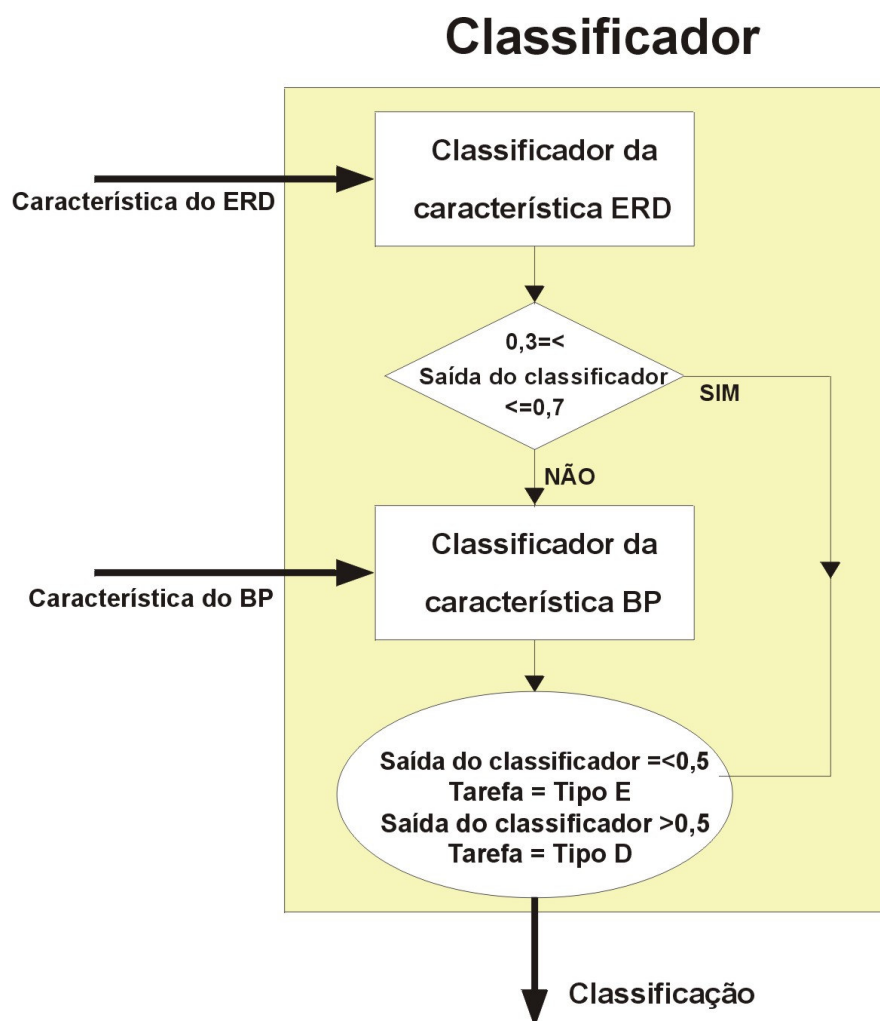 Classificador
Classificador da
característica ERD
Característica do ERD
0,3=<
Saída do classificador
<=0,7
SIM
NÃO
Classificador da
característica BP
Característica do BP
Saída do classificador =<0,5
Tarefa = Tipo E
Saída do classificador >0,5
Tarefa = Tipo D
Classificação